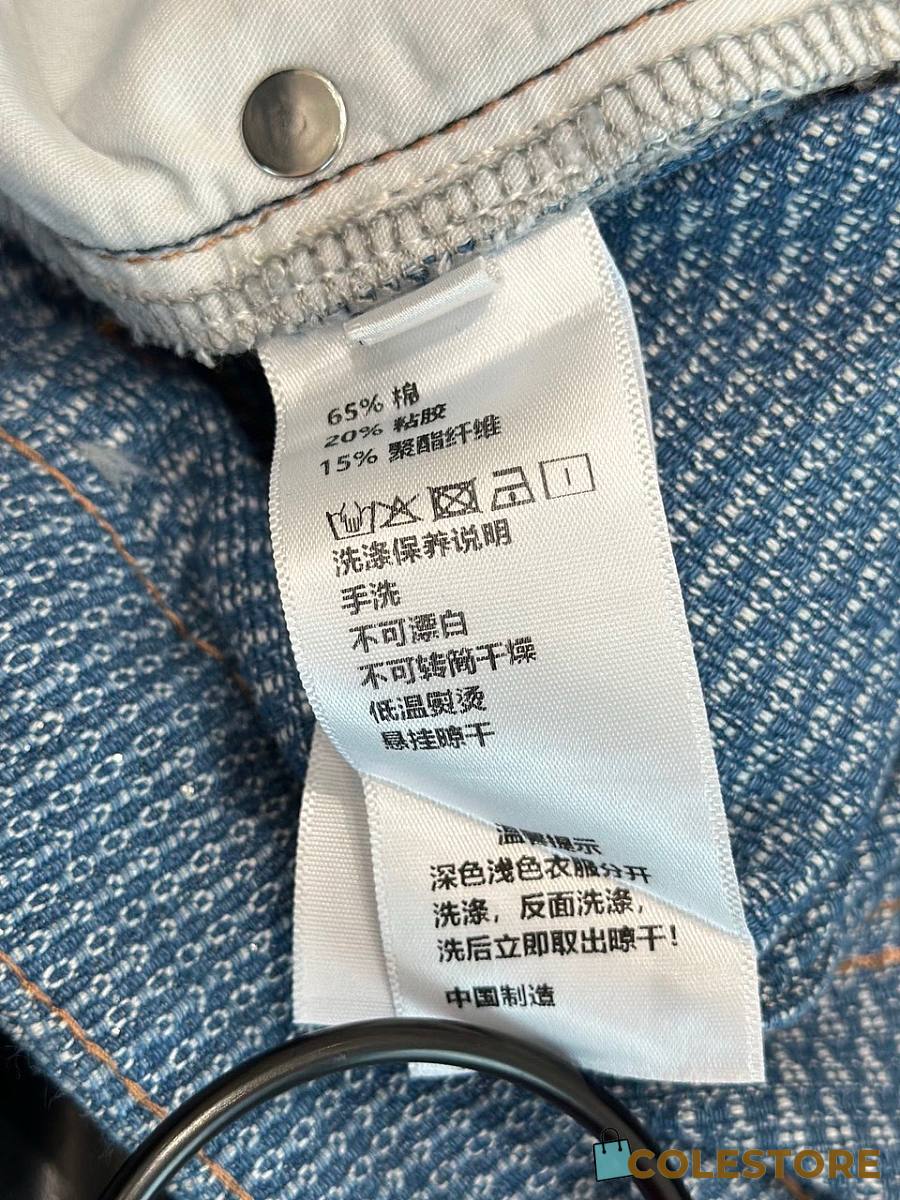 65% 棉
20% 粘胶
15% 聚酯纤维
洗涤保养说明
手洗
不可漂白
不可转筒干燥
低温熨烫
悬挂晾干
温馨提示
深色浅色衣服分开
洗涤，反面洗涤，
洗后立即取出晾干！
中国制造
COLESTORE